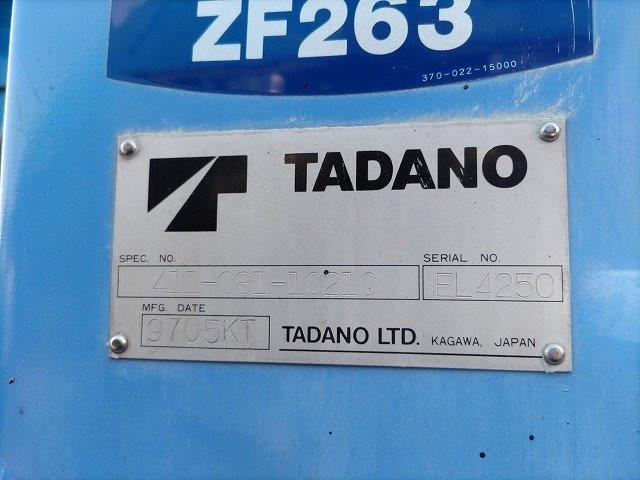 ZF263
370-022-15000
TADANO
SPEC. NO.
SERIAL NO.
411-081-10210
EL4250
MFG. DATE
9705KT
TADANO LTD. KAGAWA, JAPAN